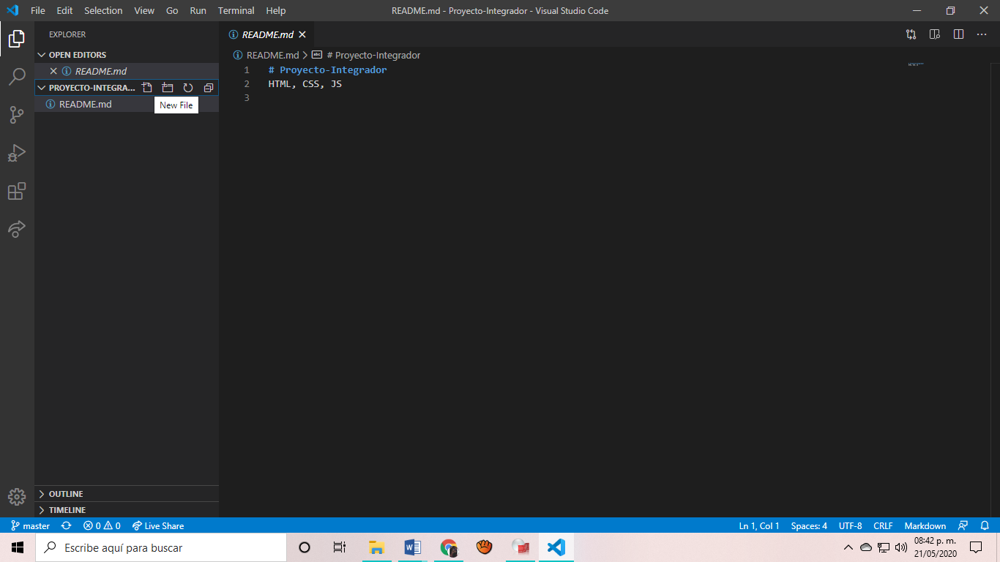 File Edit Selection View Go Run Terminal Help
README.md - Proyecto-Integrador - Visual Studio Code
EXPLORER
OPEN EDITORS
README.md
PROYECTO-INTEGRA...
README.md
New File
README.md
README.md > # Proyecto-Integrador
1 # Proyecto-Integrador
2 HTML, CSS, JS
3
OUTLINE
TIMELINE
master 0 0 Live Share
Ln 1, Col 1 Spaces: 4 UTF-8 CRLF Markdown
Escribe aquí para buscar
08:42 p. m.
21/05/2020